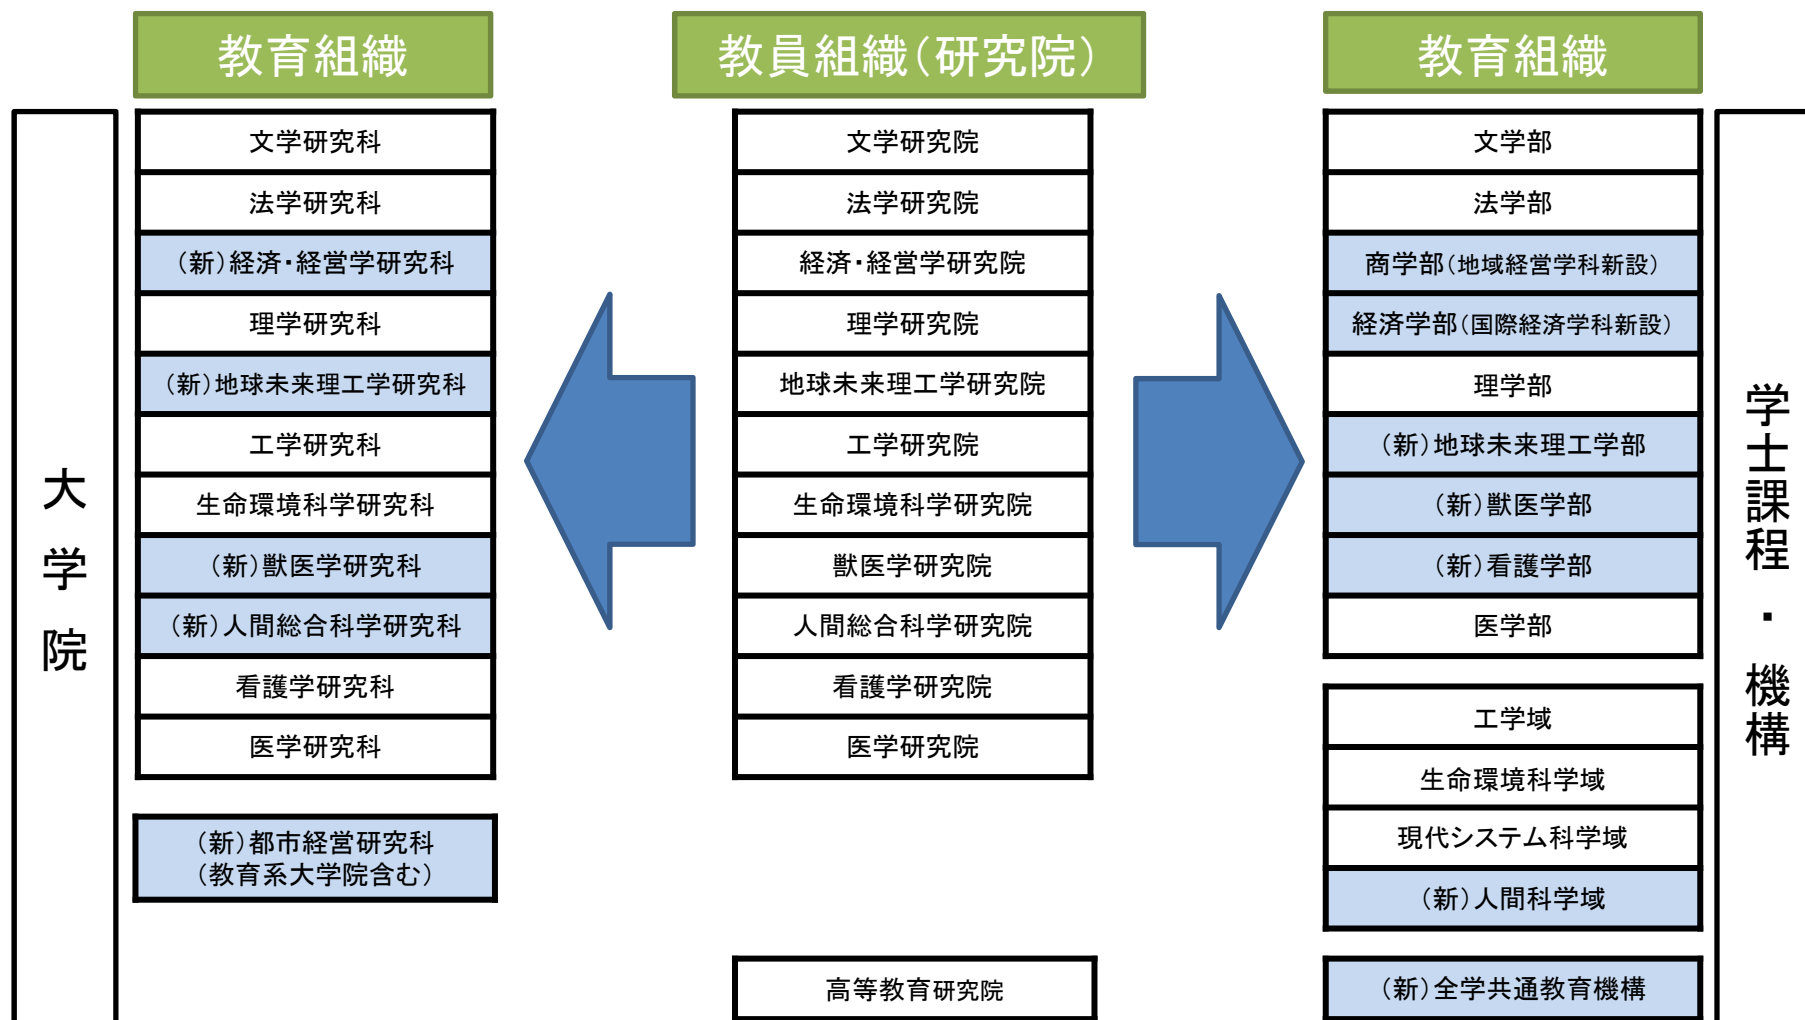 教育組織
教員組織（研究院）
教育組織
大学院
文学研究科
法学研究科
（新）経済・経営学研究科
理学研究科
（新）地球未来理工学研究科
工学研究科
生命環境科学研究科
（新）獣医学研究科
（新）人間総合科学研究科
看護学研究科
医学研究科
（新）都市経営研究科
（教育系大学院含む）
文学研究院
法学研究院
経済・経営学研究院
理学研究院
地球未来理工学研究院
工学研究院
生命環境科学研究院
獣医学研究院
人間総合科学研究院
看護学研究院
医学研究院
高等教育研究院
文学部
法学部
商学部（地域経営学科新設）
経済学部（国際経済学科新設）
理学部
（新）地球未来理工学部
（新）獣医学部
（新）看護学部
医学部
工学域
生命環境科学域
現代システム科学域
（新）人間科学域
（新）全学共通教育機構
学士課程・機構